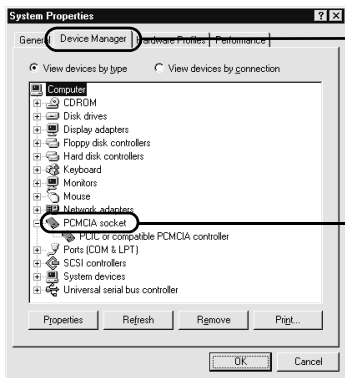 System Properties
General Device Manager Hardware Profiles Performance
View devices by type View devices by connection
Computer
CDROM
Disk drives
Display adapters
Floppy disk controllers
Hard disk controllers
Keyboard
Monitors
Mouse
Network adapters
PCMCIA socket
PCIC or compatible PCMCIA controller
Ports (COM & LPT)
SCSI controllers
System devices
Universal serial bus controller
Properties Refresh Remove Print...
OK Cancel